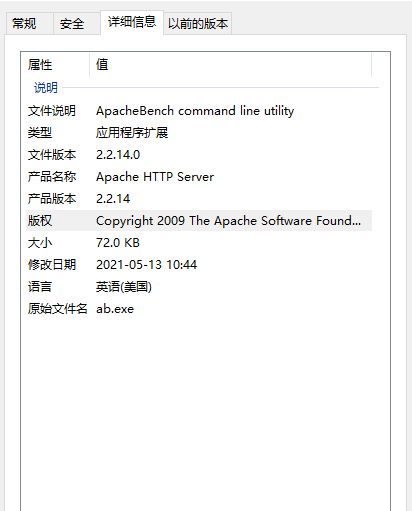 常规 安全 详细信息 以前的版本
属性 值
说明
文件说明 ApacheBench command line utility
类型 应用程序扩展
文件版本 2.2.14.0
产品名称 Apache HTTP Server
产品版本 2.2.14
版权 Copyright 2009 The Apache Software Found...
大小 72.0 KB
修改日期 2021-05-13 10:44
语言 英语(美国)
原始文件名 ab.exe